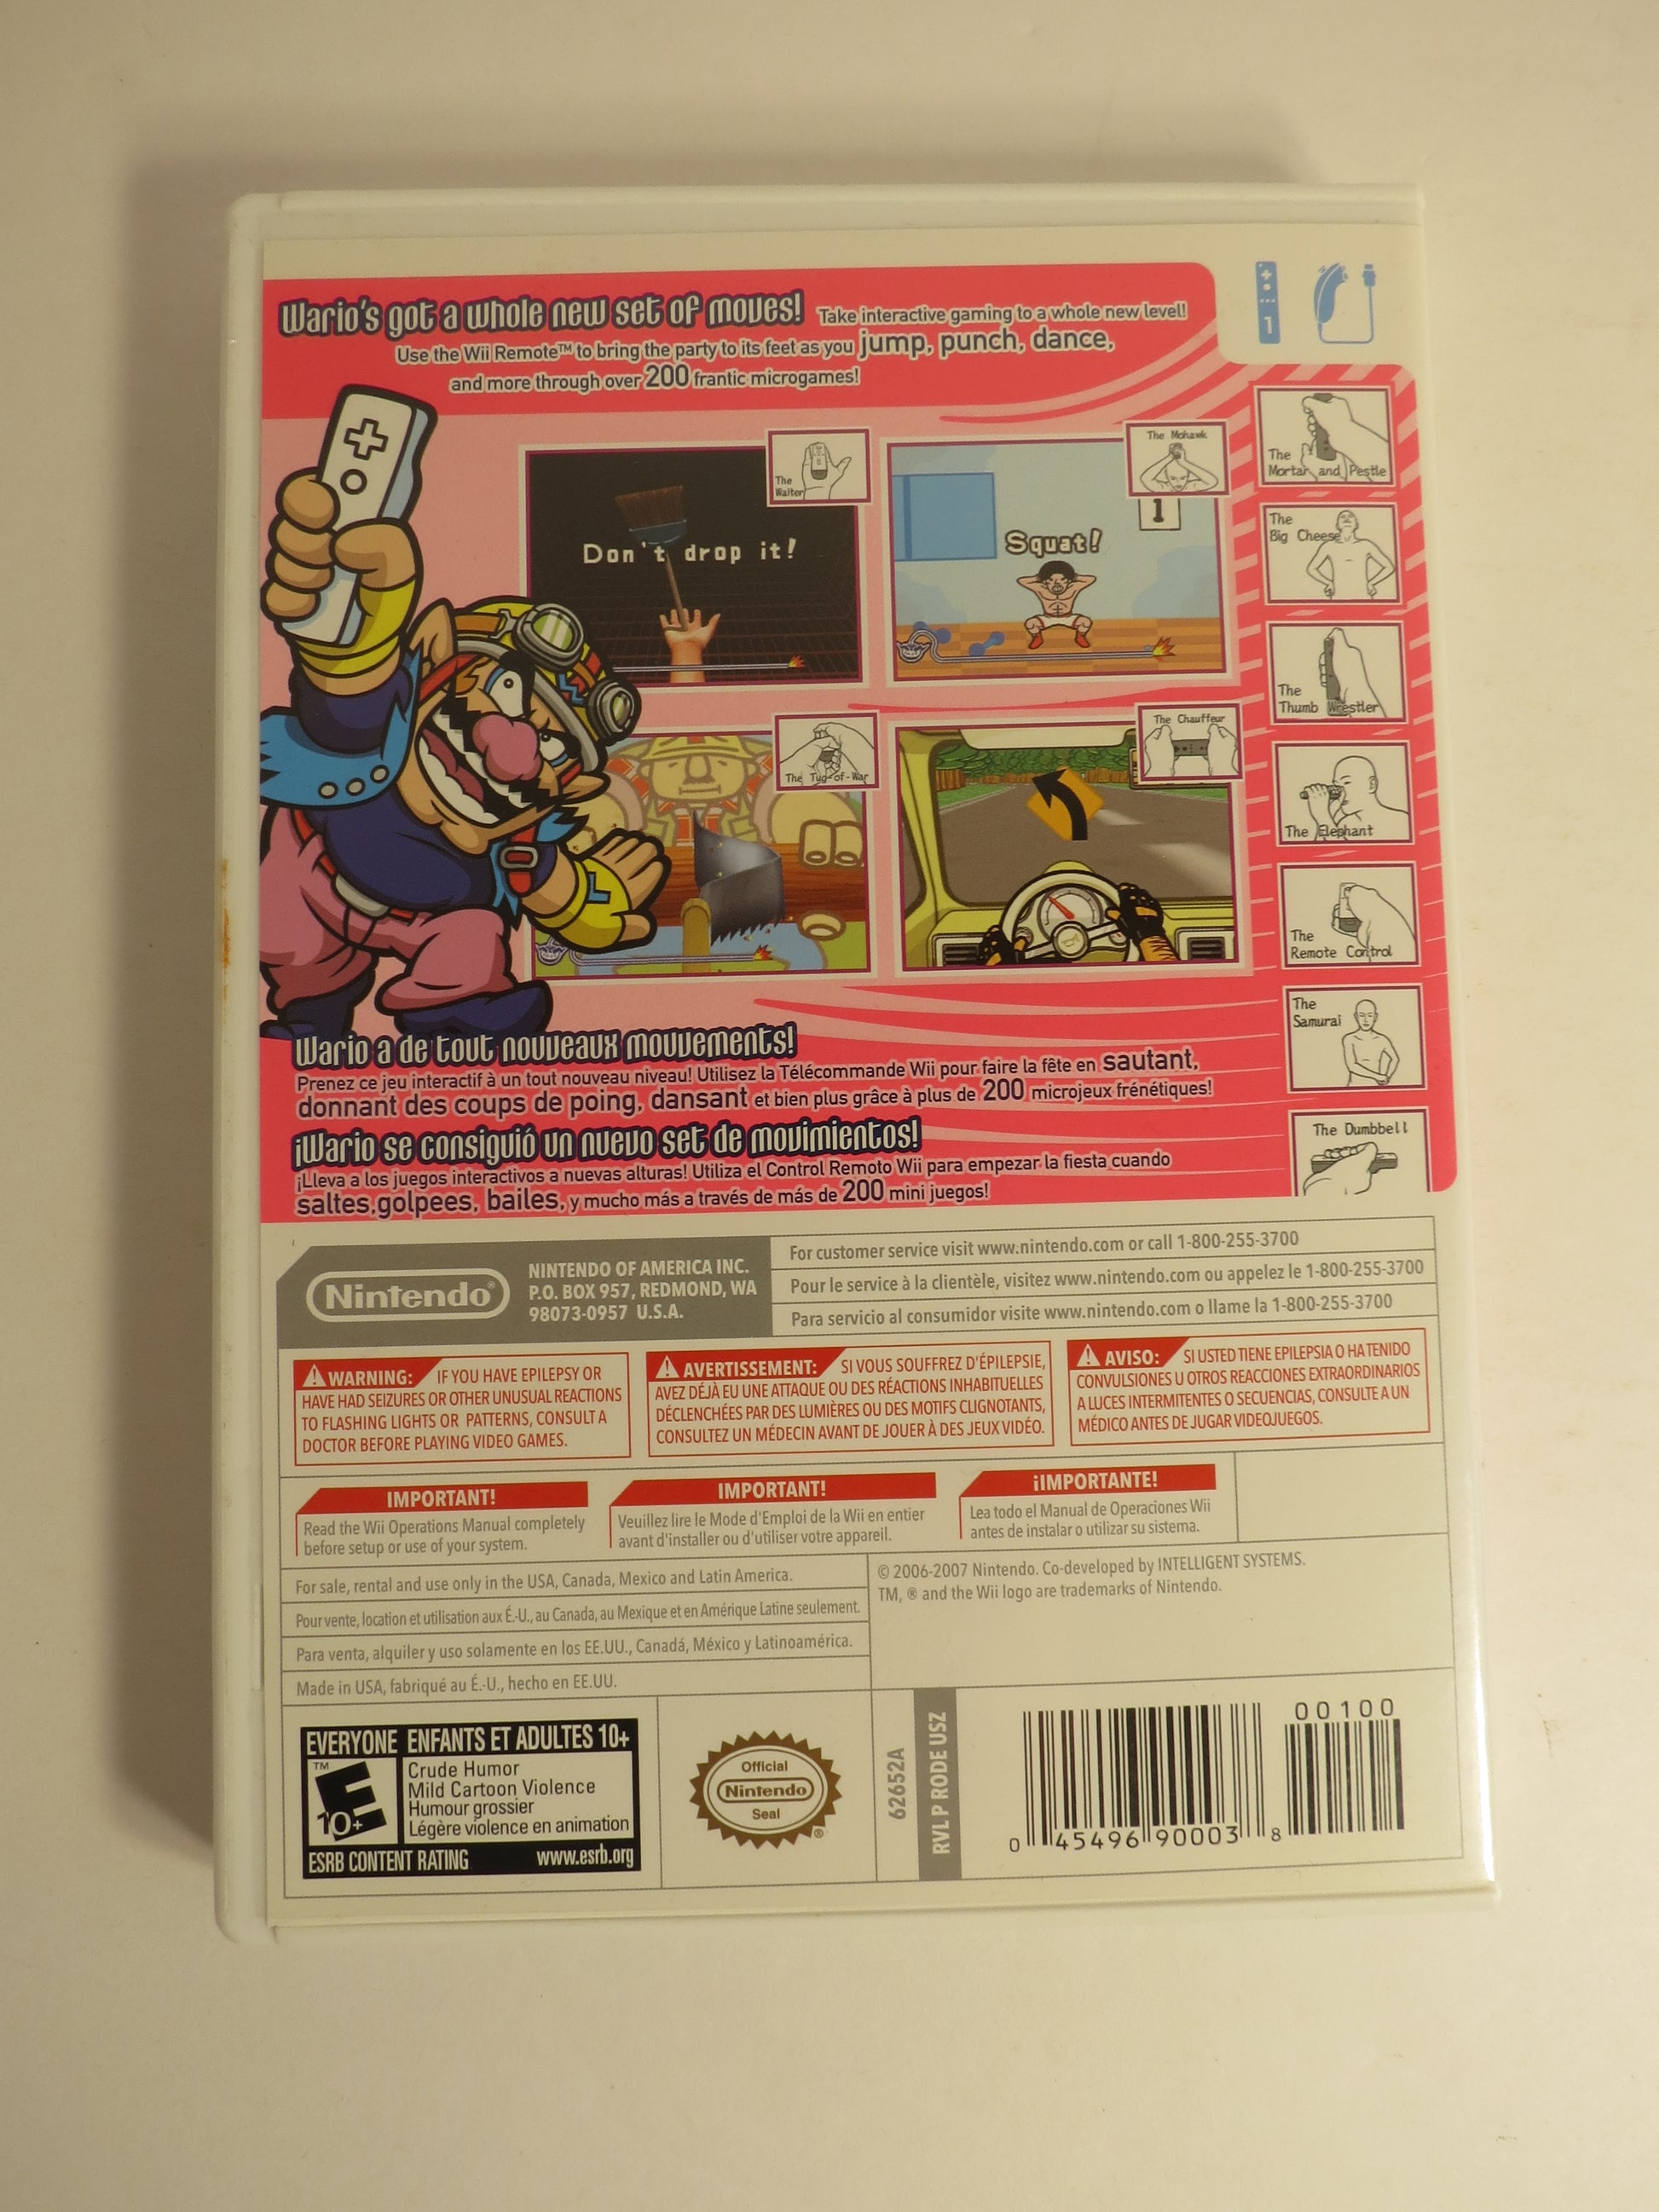 Wario's got a whole new set of moves! Take interactive gaming to a whole new level!
Use the Wii Remote™ to bring the party to its feet as you jump, punch, dance,
and more through over 200 frantic microgames!
1
The
Waiter
Don't drop it!
The Mohawk
1
Squat!
The Tug-of-War
The Chauffeur
The
Mortar and Pestle
The
Big Cheese
The
Thumb Wrestler
The Elephant
The
Remote Control
The
Samurai
The Dumbbell
Wario a de tout nouveaux mouvements!
Prenez ce jeu interactif à un tout nouveau niveau! Utilisez la Télécommande Wii pour faire la fête en sautant,
donnant des coups de poing, dansant et bien plus grâce à plus de 200 microjeux frénétiques!
¡Wario se consiguió un nuevo set de movimientos!
¡Lleva a los juegos interactivos a nuevas alturas! Utiliza el Control Remoto Wii para empezar la fiesta cuando
saltes,golpees, bailes, y mucho más a través de más de 200 mini juegos!
Nintendo®
NINTENDO OF AMERICA INC.
P.O. BOX 957, REDMOND, WA
98073-0957 U.S.A.
For customer service visit www.nintendo.com or call 1-800-255-3700
Pour le service à la clientèle, visitez www.nintendo.com ou appelez le 1-800-255-3700
Para servicio al consumidor visite www.nintendo.com o llame la 1-800-255-3700
WARNING: IF YOU HAVE EPILEPSY OR
HAVE HAD SEIZURES OR OTHER UNUSUAL REACTIONS
TO FLASHING LIGHTS OR PATTERNS, CONSULT A
DOCTOR BEFORE PLAYING VIDEO GAMES.
AVERTISSEMENT: SI VOUS SOUFFREZ D'ÉPILEPSIE,
AVEZ DÉJÀ EU UNE ATTAQUE OU DES RÉACTIONS INHABITUELLES
DÉCLENCHÉES PAR DES LUMIÈRES OU DES MOTIFS CLIGNOTANTS,
CONSULTEZ UN MÉDECIN AVANT DE JOUER À DES JEUX VIDÉO.
AVISO: SI USTED TIENE EPILEPSIA O HA TENIDO
CONVULSIONES U OTROS REACCIONES EXTRAORDINARIOS
A LUCES INTERMITENTES O SECUENCIAS, CONSULTE A UN
MÉDICO ANTES DE JUGAR VIDEOJUEGOS.
IMPORTANT!
Read the Wii Operations Manual completely
before setup or use of your system.
IMPORTANT!
Veuillez lire le Mode d'Emploi de la Wii en entier
avant d'installer ou d'utiliser votre appareil.
¡IMPORTANTE!
Lea todo el Manual de Operaciones Wii
antes de instalar o utilizar su sistema.
For sale, rental and use only in the USA, Canada, Mexico and Latin America.
Pour vente, location et utilisation aux É.-U., au Canada, au Mexique et en Amérique Latine seulement.
Para venta, alquiler y uso solamente en los EE.UU., Canadá, México y Latinoamérica.
Made in USA, fabriqué au É.-U., hecho en EE.UU.
© 2006-2007 Nintendo. Co-developed by INTELLIGENT SYSTEMS.
TM, ® and the Wii logo are trademarks of Nintendo.
EVERYONE ENFANTS ET ADULTES 10+
TM
E
10+
Crude Humor
Mild Cartoon Violence
Humour grossier
Légère violence en animation
ESRB CONTENT RATING www.esrb.org
Official
Nintendo
Seal
®
62652A
RVL P RODE USZ
00100
0 45496 90003 8